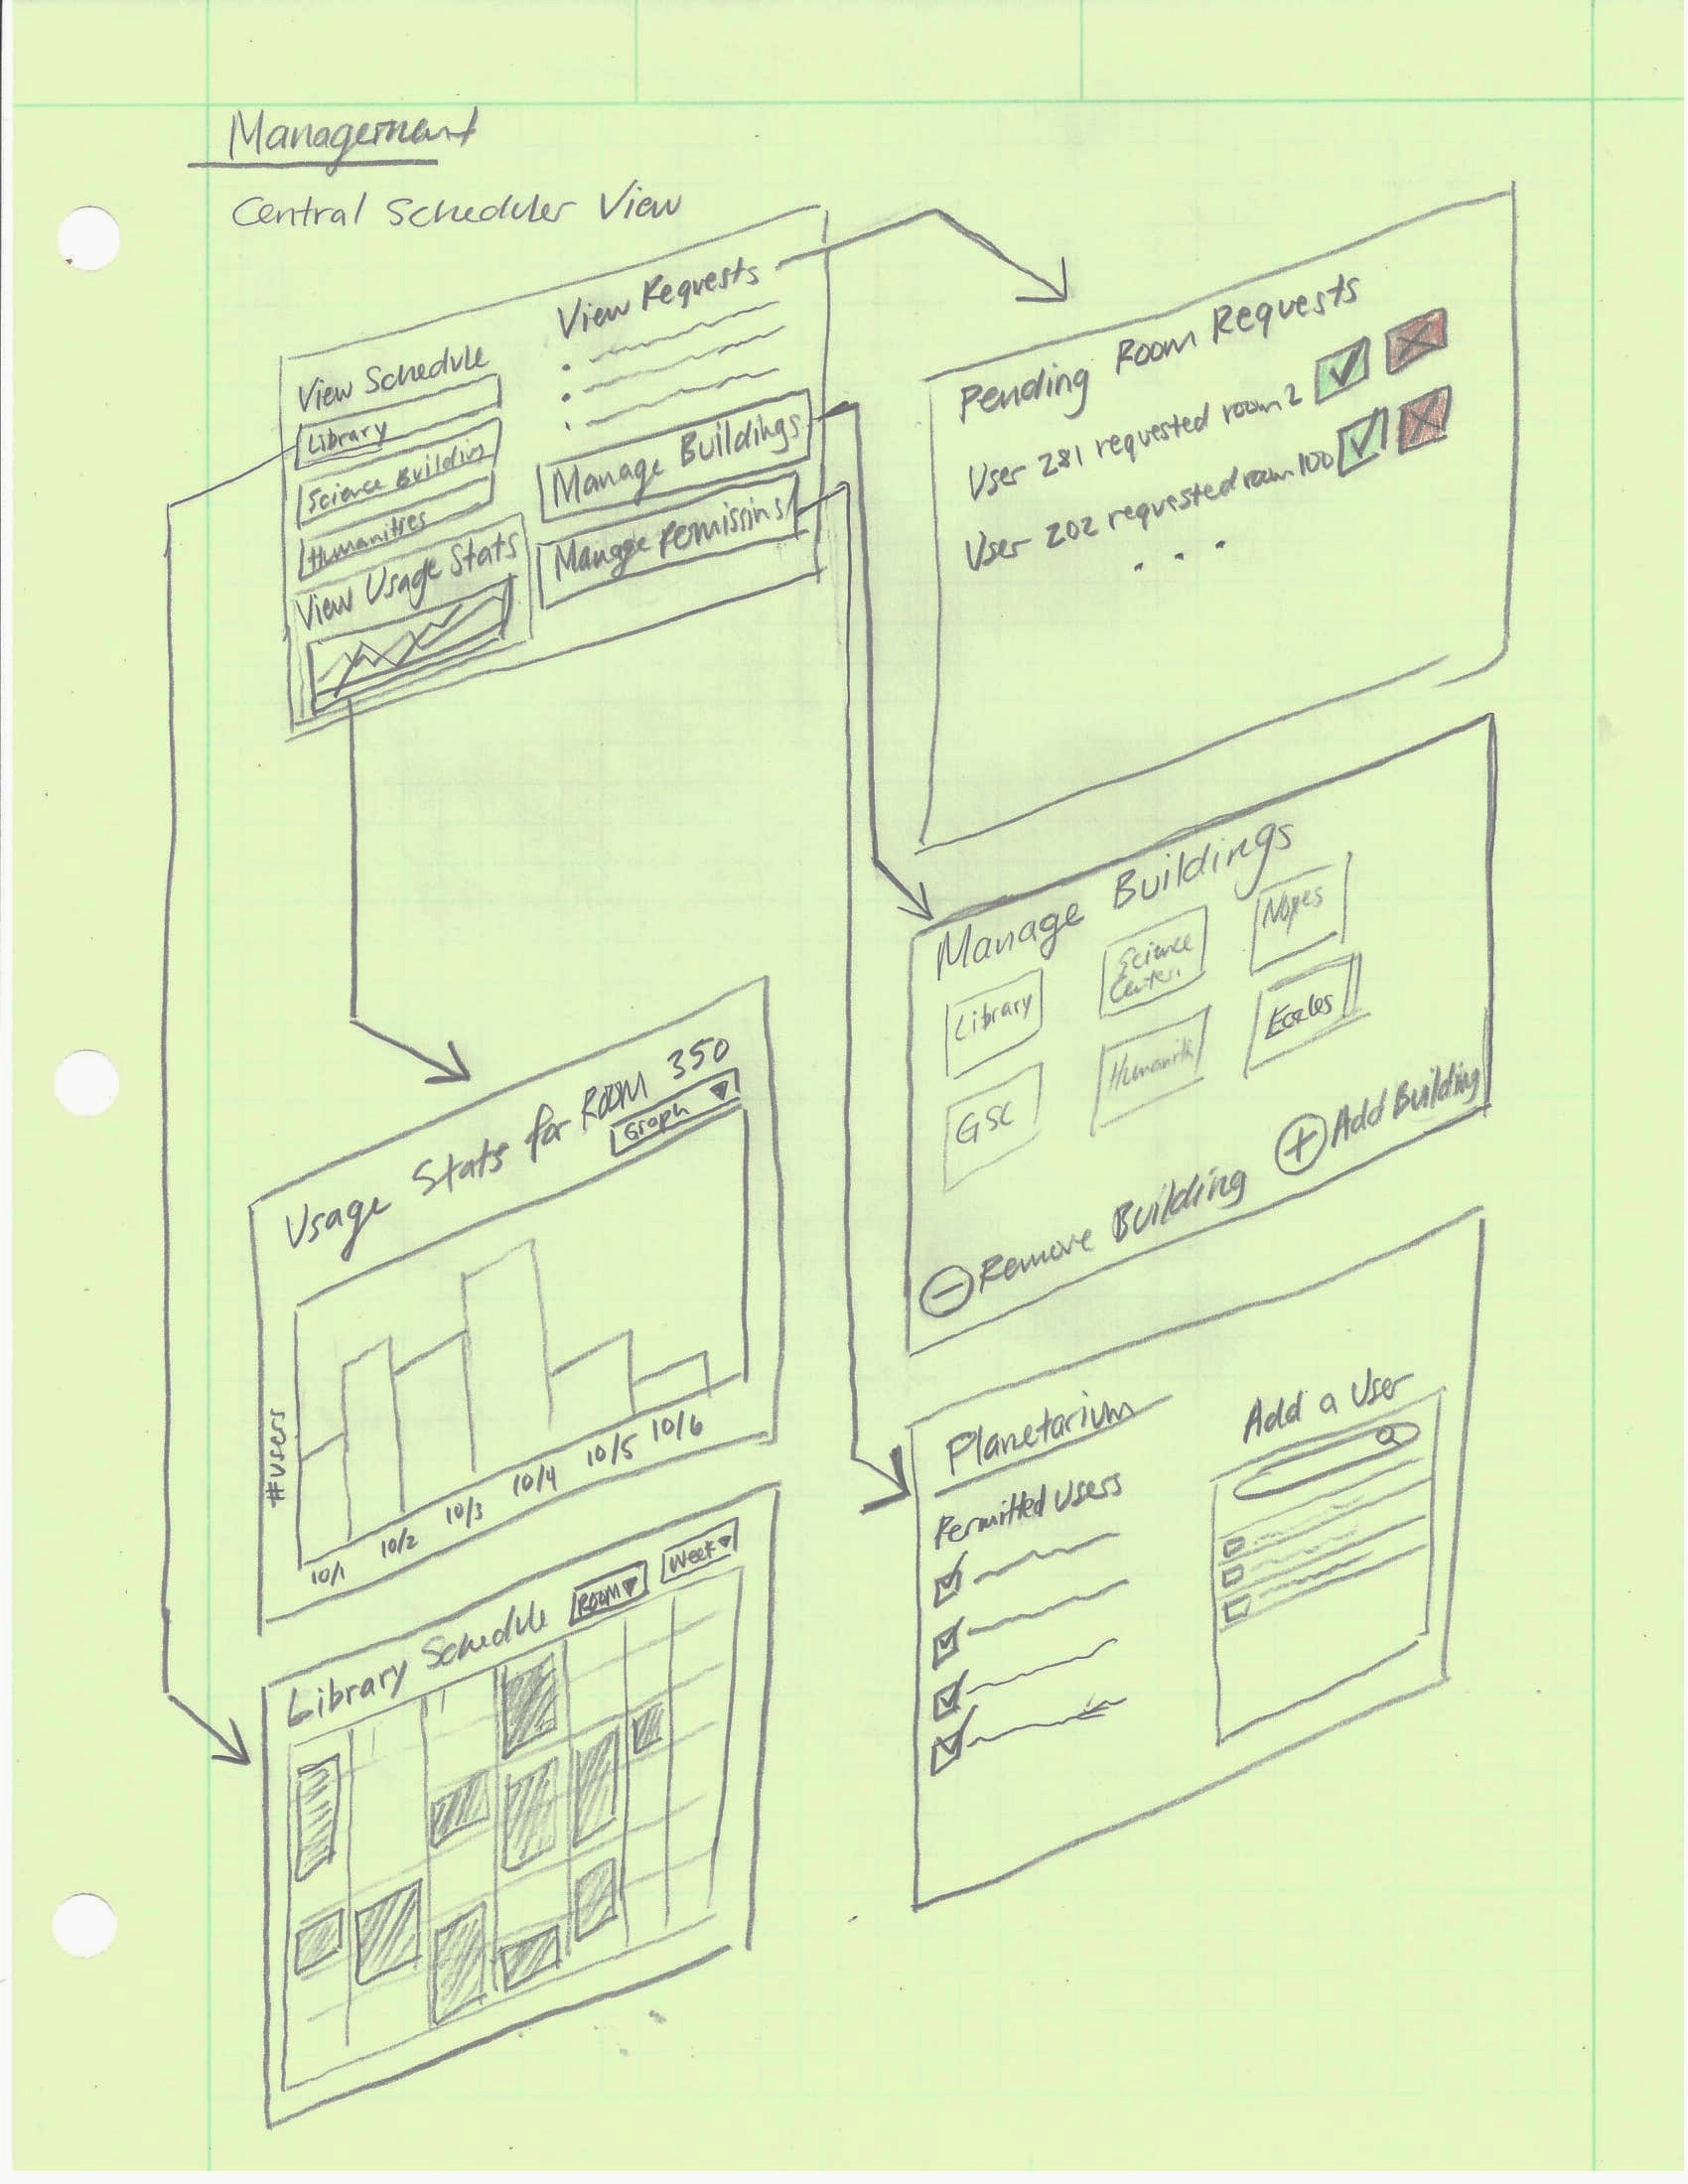 Management
Central Scheduler View
View Schedule
Library
Science Building
Humanities
View Usage Stats
View Requests
Manage Buildings
Manage Permissins
Pending Room Requests
User 281 requested room 2
User 202 requested room 100
. . .
Manage Buildings
Library
Science
Center
Noyes
GSC
Humanities
Eccles
Remove Building
Add Building
Usage Stats for ROOM 350
Graph
#users
10/1 10/2 10/3 10/4 10/5 10/6
Library Schedule
ROOM
Week
Planetarium
Permitted Users
Add a User